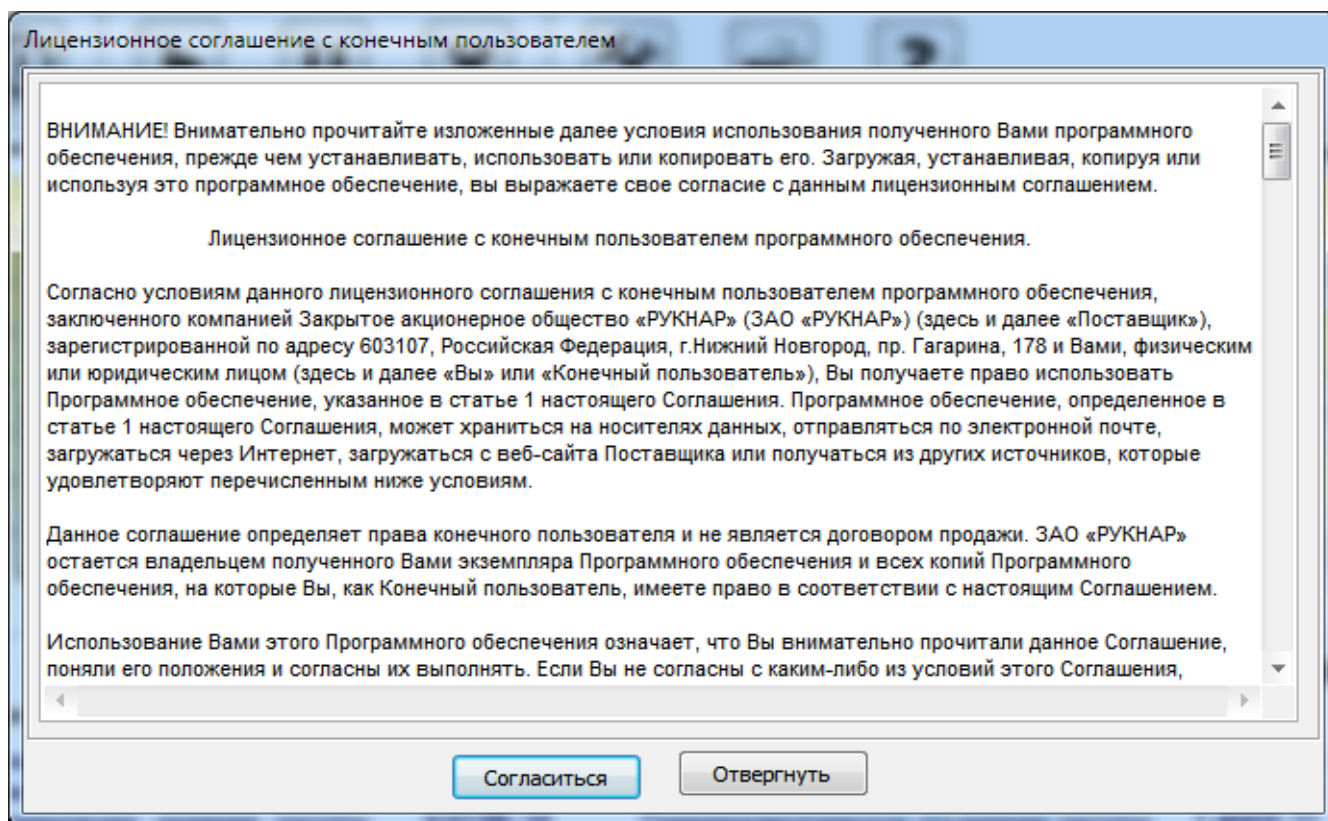 Лицензионное соглашение с конечным пользователем
ВНИМАНИЕ! Внимательно прочитайте изложенные далее условия использования полученного Вами программного
обеспечения, прежде чем устанавливать, использовать или копировать его. Загружая, устанавливая, копируя или
используя это программное обеспечение, вы выражаете свое согласие с данным лицензионным соглашением.
Лицензионное соглашение с конечным пользователем программного обеспечения.
Согласно условиям данного лицензионного соглашения с конечным пользователем программного обеспечения,
заключенного компанией Закрытое акционерное общество «РУКНАР» (ЗАО «РУКНАР») (здесь и далее «Поставщик»),
зарегистрированной по адресу 603107, Российская Федерация, г.Нижний Новгород, пр. Гагарина, 178 и Вами, физическим
или юридическим лицом (здесь и далее «Вы» или «Конечный пользователь»), Вы получаете право использовать
Программное обеспечение, указанное в статье 1 настоящего Соглашения. Программное обеспечение, определенное в
статье 1 настоящего Соглашения, может храниться на носителях данных, отправляться по электронной почте,
загружаться через Интернет, загружаться с веб-сайта Поставщика или получаться из других источников, которые
удовлетворяют перечисленным ниже условиям.
Данное соглашение определяет права конечного пользователя и не является договором продажи. ЗАО «РУКНАР»
остается владельцем полученного Вами экземпляра Программного обеспечения и всех копий Программного
обеспечения, на которые Вы, как Конечный пользователь, имеете право в соответствии с настоящим Соглашением.
Использование Вами этого Программного обеспечения означает, что Вы внимательно прочитали данное Соглашение,
поняли его положения и согласны их выполнять. Если Вы не согласны с каким-либо из условий этого Соглашения,
Согласиться
Отвергнуть